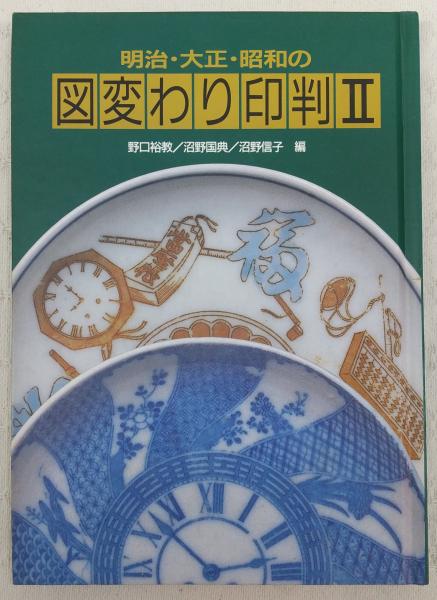 明治・大正・昭和の
図変わり印判Ⅱ
野口裕教／沼野国典／沼野信子 編
福